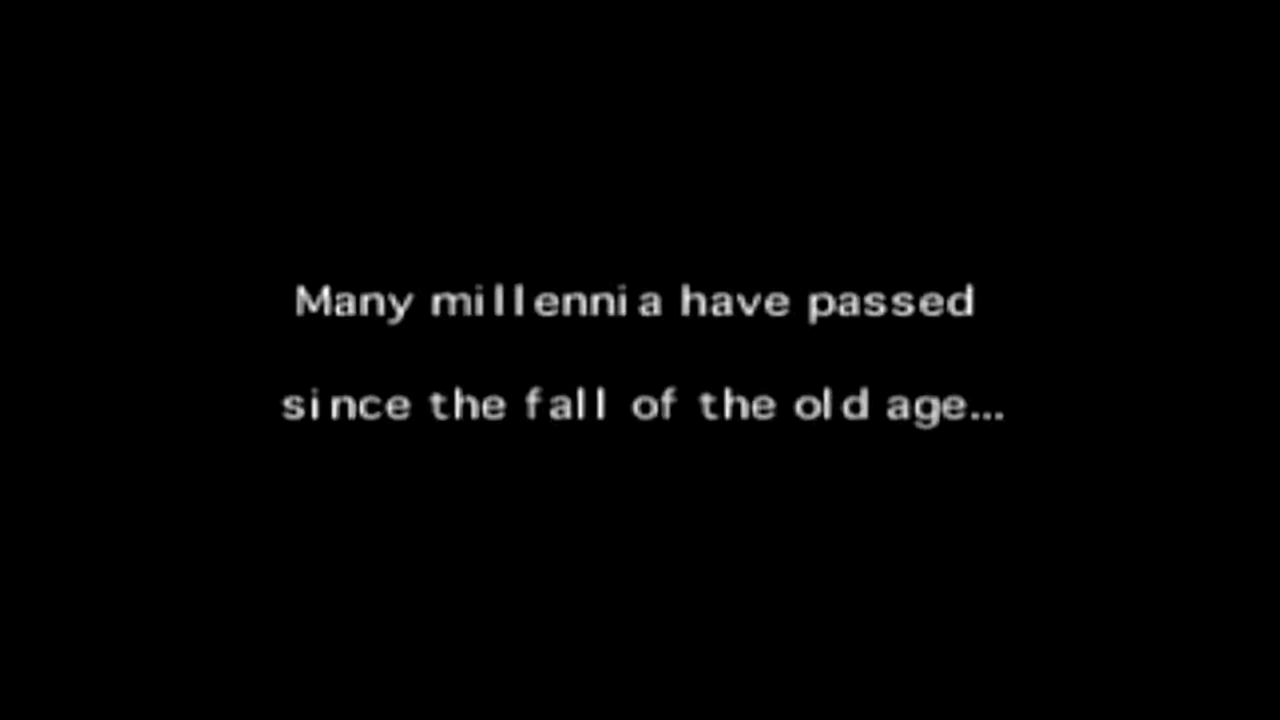 Many millennia have passed
since the fall of the old age...